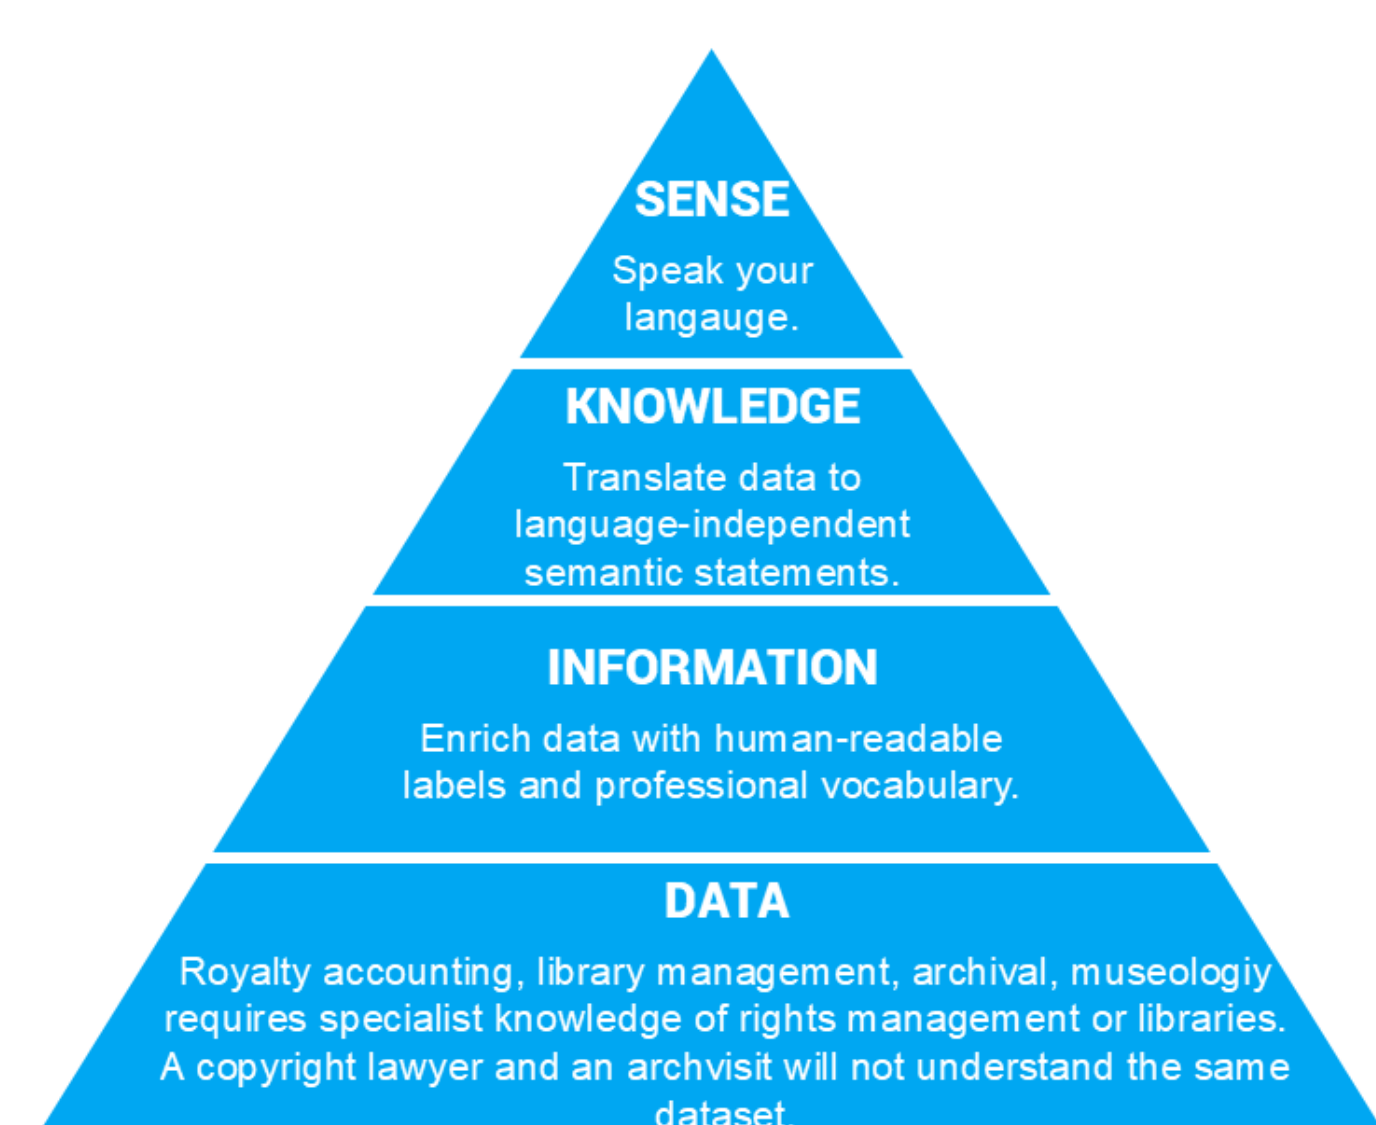 SENSE
Speak your
langauge.
KNOWLEDGE
Translate data to
language-independent
semantic statements.
INFORMATION
Enrich data with human-readable
labels and professional vocabulary.
DATA
Royalty accounting, library management, archival, museologiy
requires specialist knowledge of rights management or libraries.
A copyright lawyer and an archvisit will not understand the same
dataset.